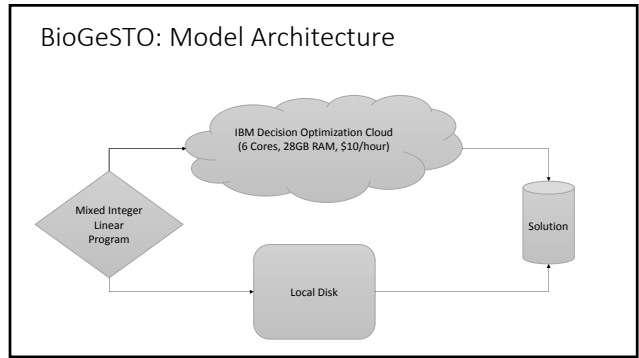 BioGeSTO: Model Architecture
IBM Decision Optimization Cloud
(6 Cores, 28GB RAM, $10/hour)
Mixed Integer
Linear
Program
Solution
Local Disk